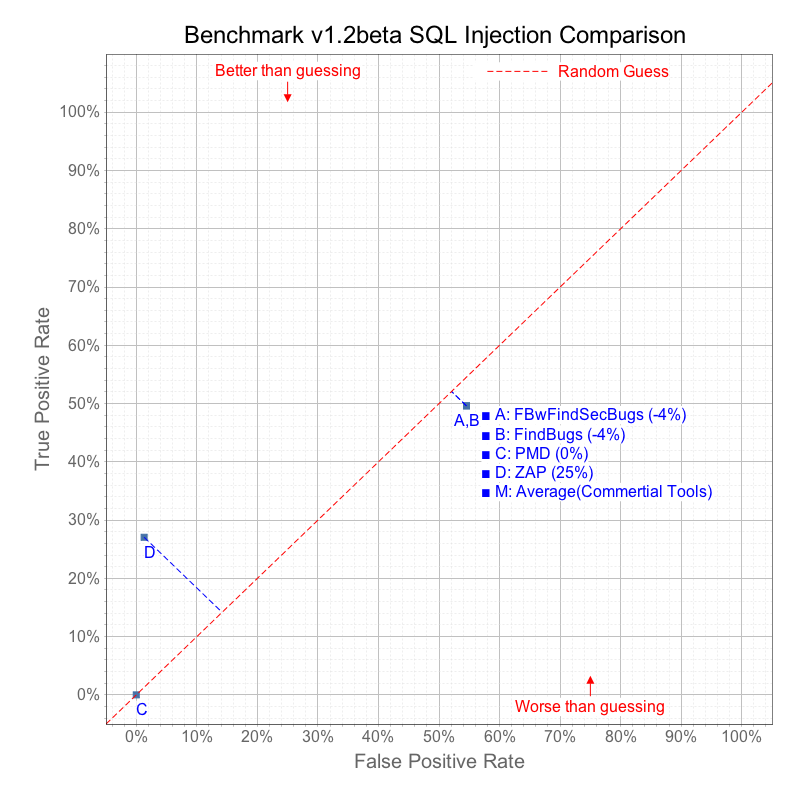 Benchmark v1.2beta SQL Injection Comparison
Better than guessing
Random Guess
100%
90%
80%
70%
60%
50%
40%
30%
20%
10%
0%
True Positive Rate
A,B
A: FBwFindSecBugs (-4%)
B: FindBugs (-4%)
C: PMD (0%)
D: ZAP (25%)
M: Average(Commertial Tools)
D
C
Worse than guessing
0%
10%
20%
30%
40%
50%
60%
70%
80%
90%
100%
False Positive Rate